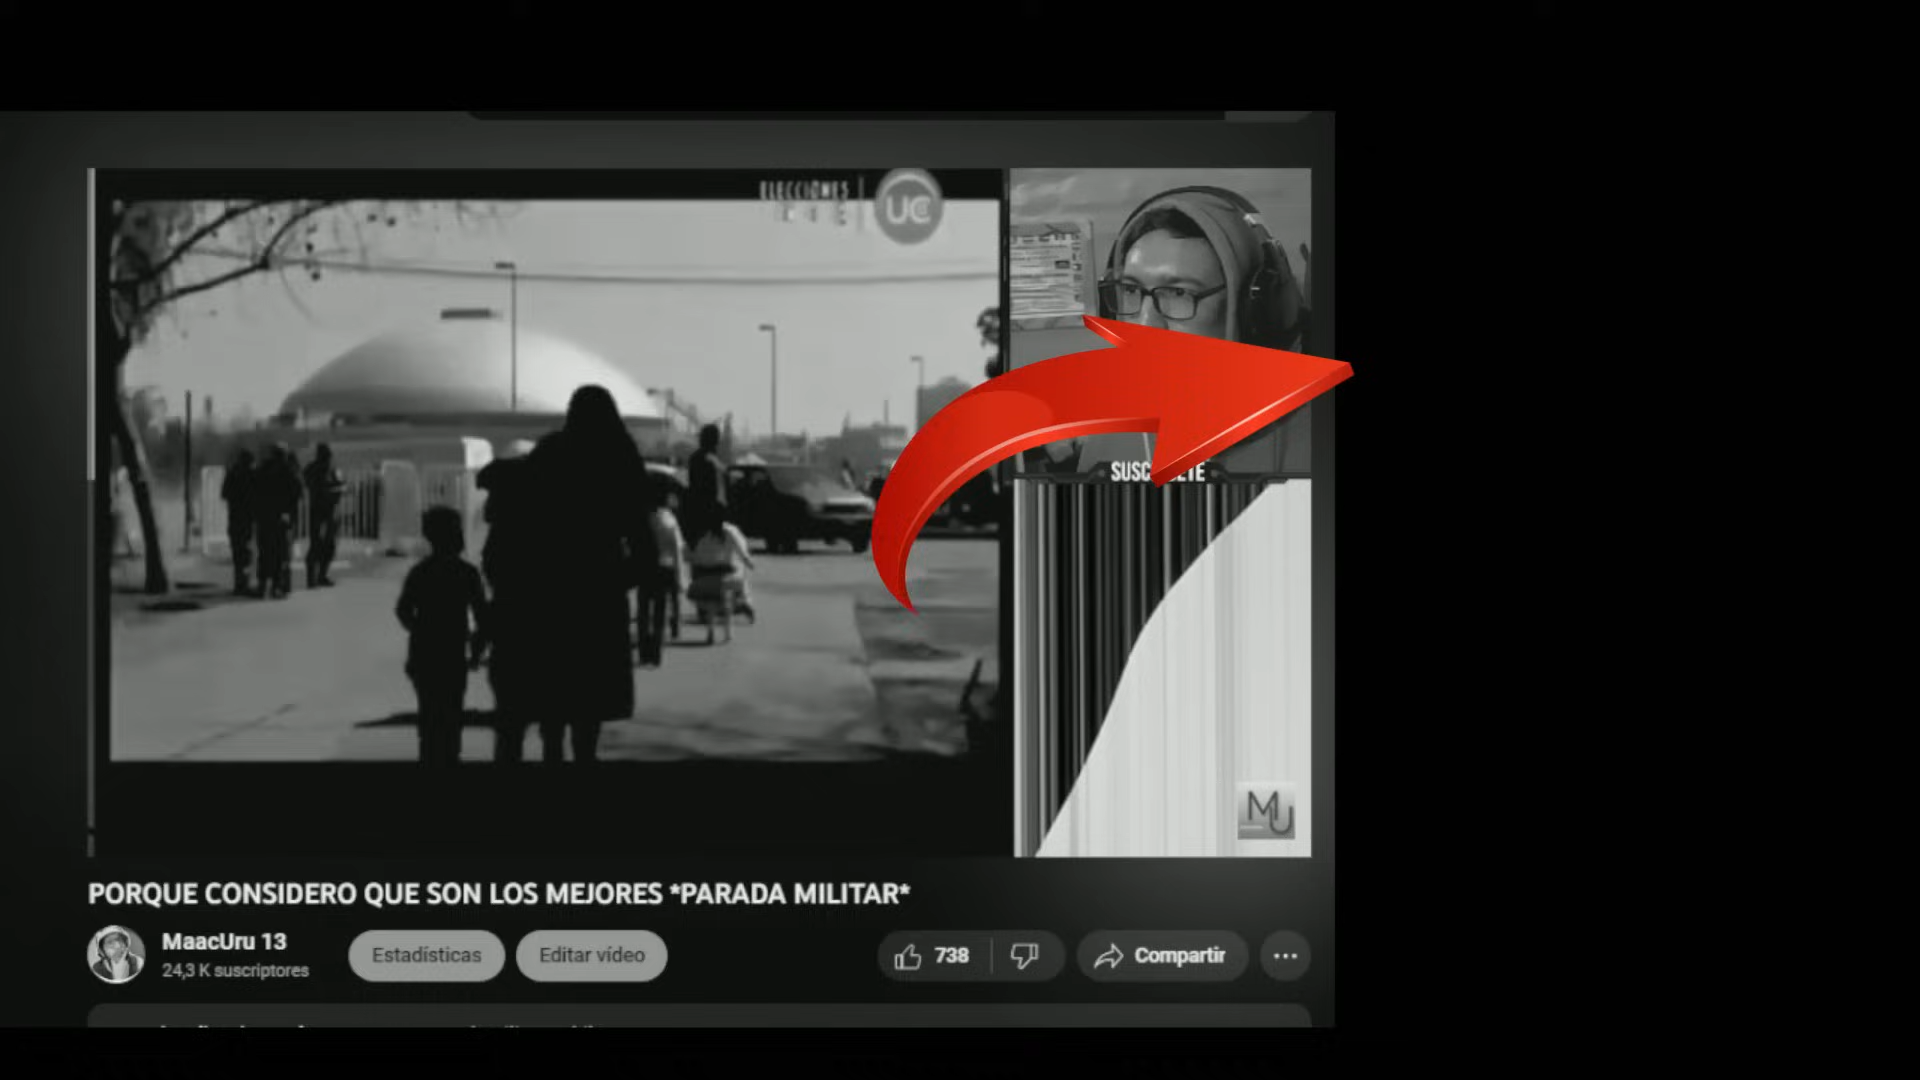 ELECCIONES
UC
SUSC
MU
PORQUE CONSIDERO QUE SON LOS MEJORES *PARADA MILITAR*
MaacUru 13
24,3 K suscriptores
Estadísticas
Editar vídeo
738
Compartir